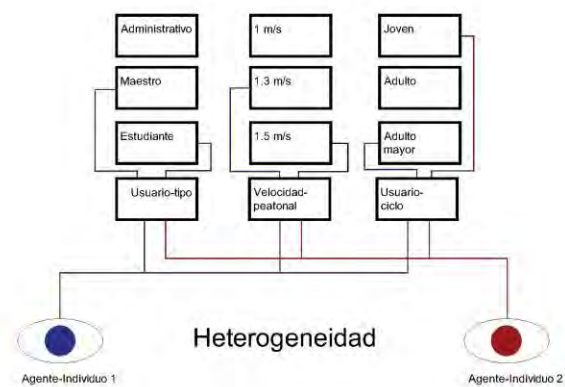 Administrativo
1 m/s
Joven
Maestro
1.3 m/s
Adulto
Estudiante
1.5 m/s
Adulto
mayor
Usuario-tipo
Velocidad-
peatonal
Usuario-
ciclo
Heterogeneidad
Agente-Individuo 1
Agente-Individuo 2